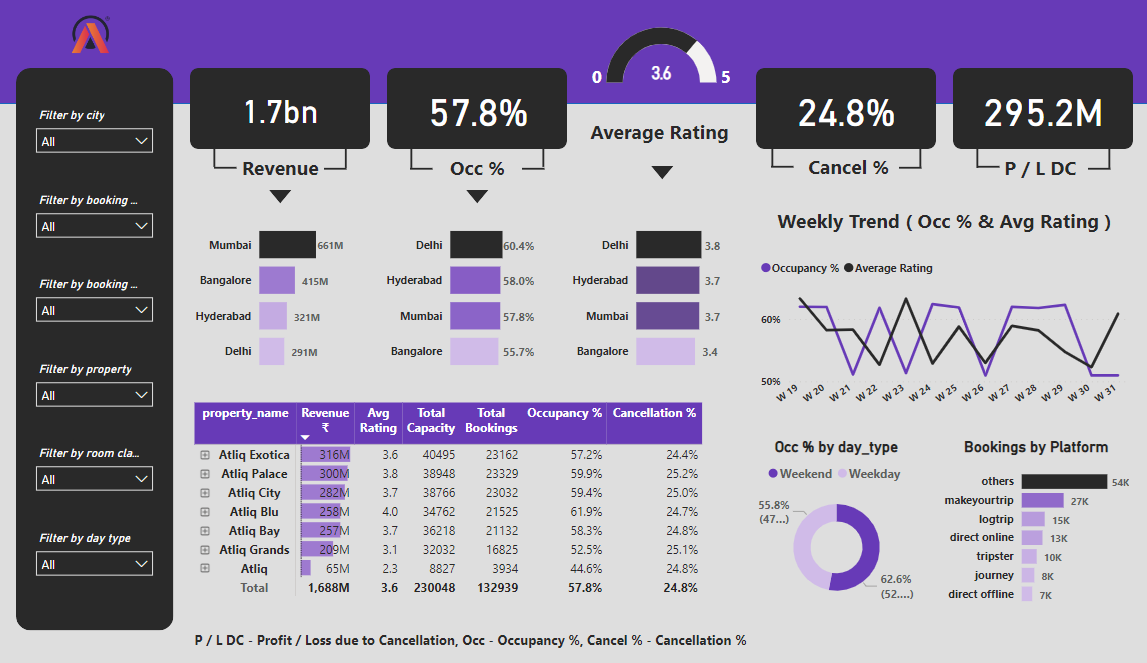 0
3.6
5
Filter by city
All
Filter by booking ...
All
Filter by booking ...
All
Filter by property
All
Filter by room cla...
All
Filter by day type
All
1.7bn
Revenue
57.8%
Occ %
Average Rating
24.8%
Cancel %
295.2M
P / L DC
Mumbai 661M
Bangalore 415M
Hyderabad 321M
Delhi 291M
Delhi 60.4%
Hyderabad 58.0%
Mumbai 57.8%
Bangalore 55.7%
Delhi 3.8
Hyderabad 3.7
Mumbai 3.7
Bangalore 3.4
Weekly Trend ( Occ % & Avg Rating )
Occupancy % Average Rating
60%
50%
W 19 W 20 W 21 W 22 W 23 W 24 W 25 W 26 W 27 W 28 W 29 W 30 W 31
property_name Revenue ₹ Avg Rating Total Capacity Total Bookings Occupancy % Cancellation %
Atliq Exotica 316M 3.6 40495 23162 57.2% 24.4%
Atliq Palace 300M 3.8 38948 23329 59.9% 25.2%
Atliq City 282M 3.7 38766 23032 59.4% 25.0%
Atliq Blu 258M 4.0 34762 21525 61.9% 24.7%
Atliq Bay 257M 3.7 36218 21132 58.3% 24.8%
Atliq Grands 209M 3.1 32032 16825 52.5% 25.1%
Atliq 65M 2.3 8827 3934 44.6% 24.8%
Total 1,688M 3.6 230048 132939 57.8% 24.8%
Occ % by day_type
Weekend Weekday
55.8%
(47...)
62.6%
(52....)
Bookings by Platform
others 54K
makeyourtrip 27K
logtrip 15K
direct online 13K
tripster 10K
journey 8K
direct offline 7K
P / L DC - Profit / Loss due to Cancellation, Occ - Occupancy %, Cancel % - Cancellation %